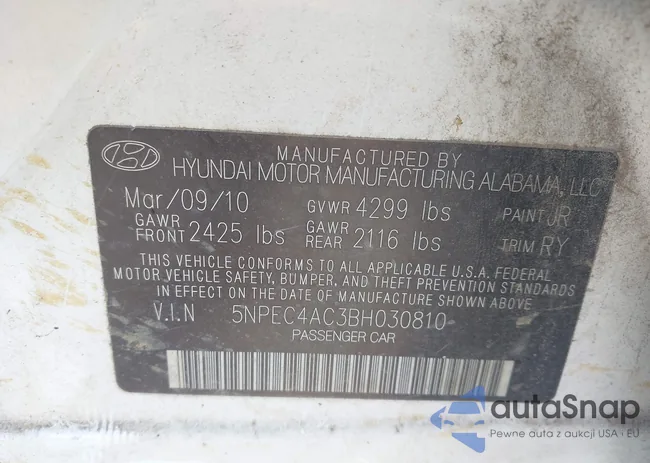 MANUFACTURED BY
HYUNDAI MOTOR MANUFACTURING ALABAMA, LLC
Mar/09/10 GVWR 4299 lbs PAINT JR
GAWR FRONT 2425 lbs GAWR REAR 2116 lbs TRIM RY
THIS VEHICLE CONFORMS TO ALL APPLICABLE U.S.A. FEDERAL
MOTOR VEHICLE SAFETY, BUMPER, AND THEFT PREVENTION STANDARDS
IN EFFECT ON THE DATE OF MANUFACTURE SHOWN ABOVE.
V.I.N 5NPEC4AC3BH030810
PASSENGER CAR
autaSnap
Pewne auta z aukcji USA i EU